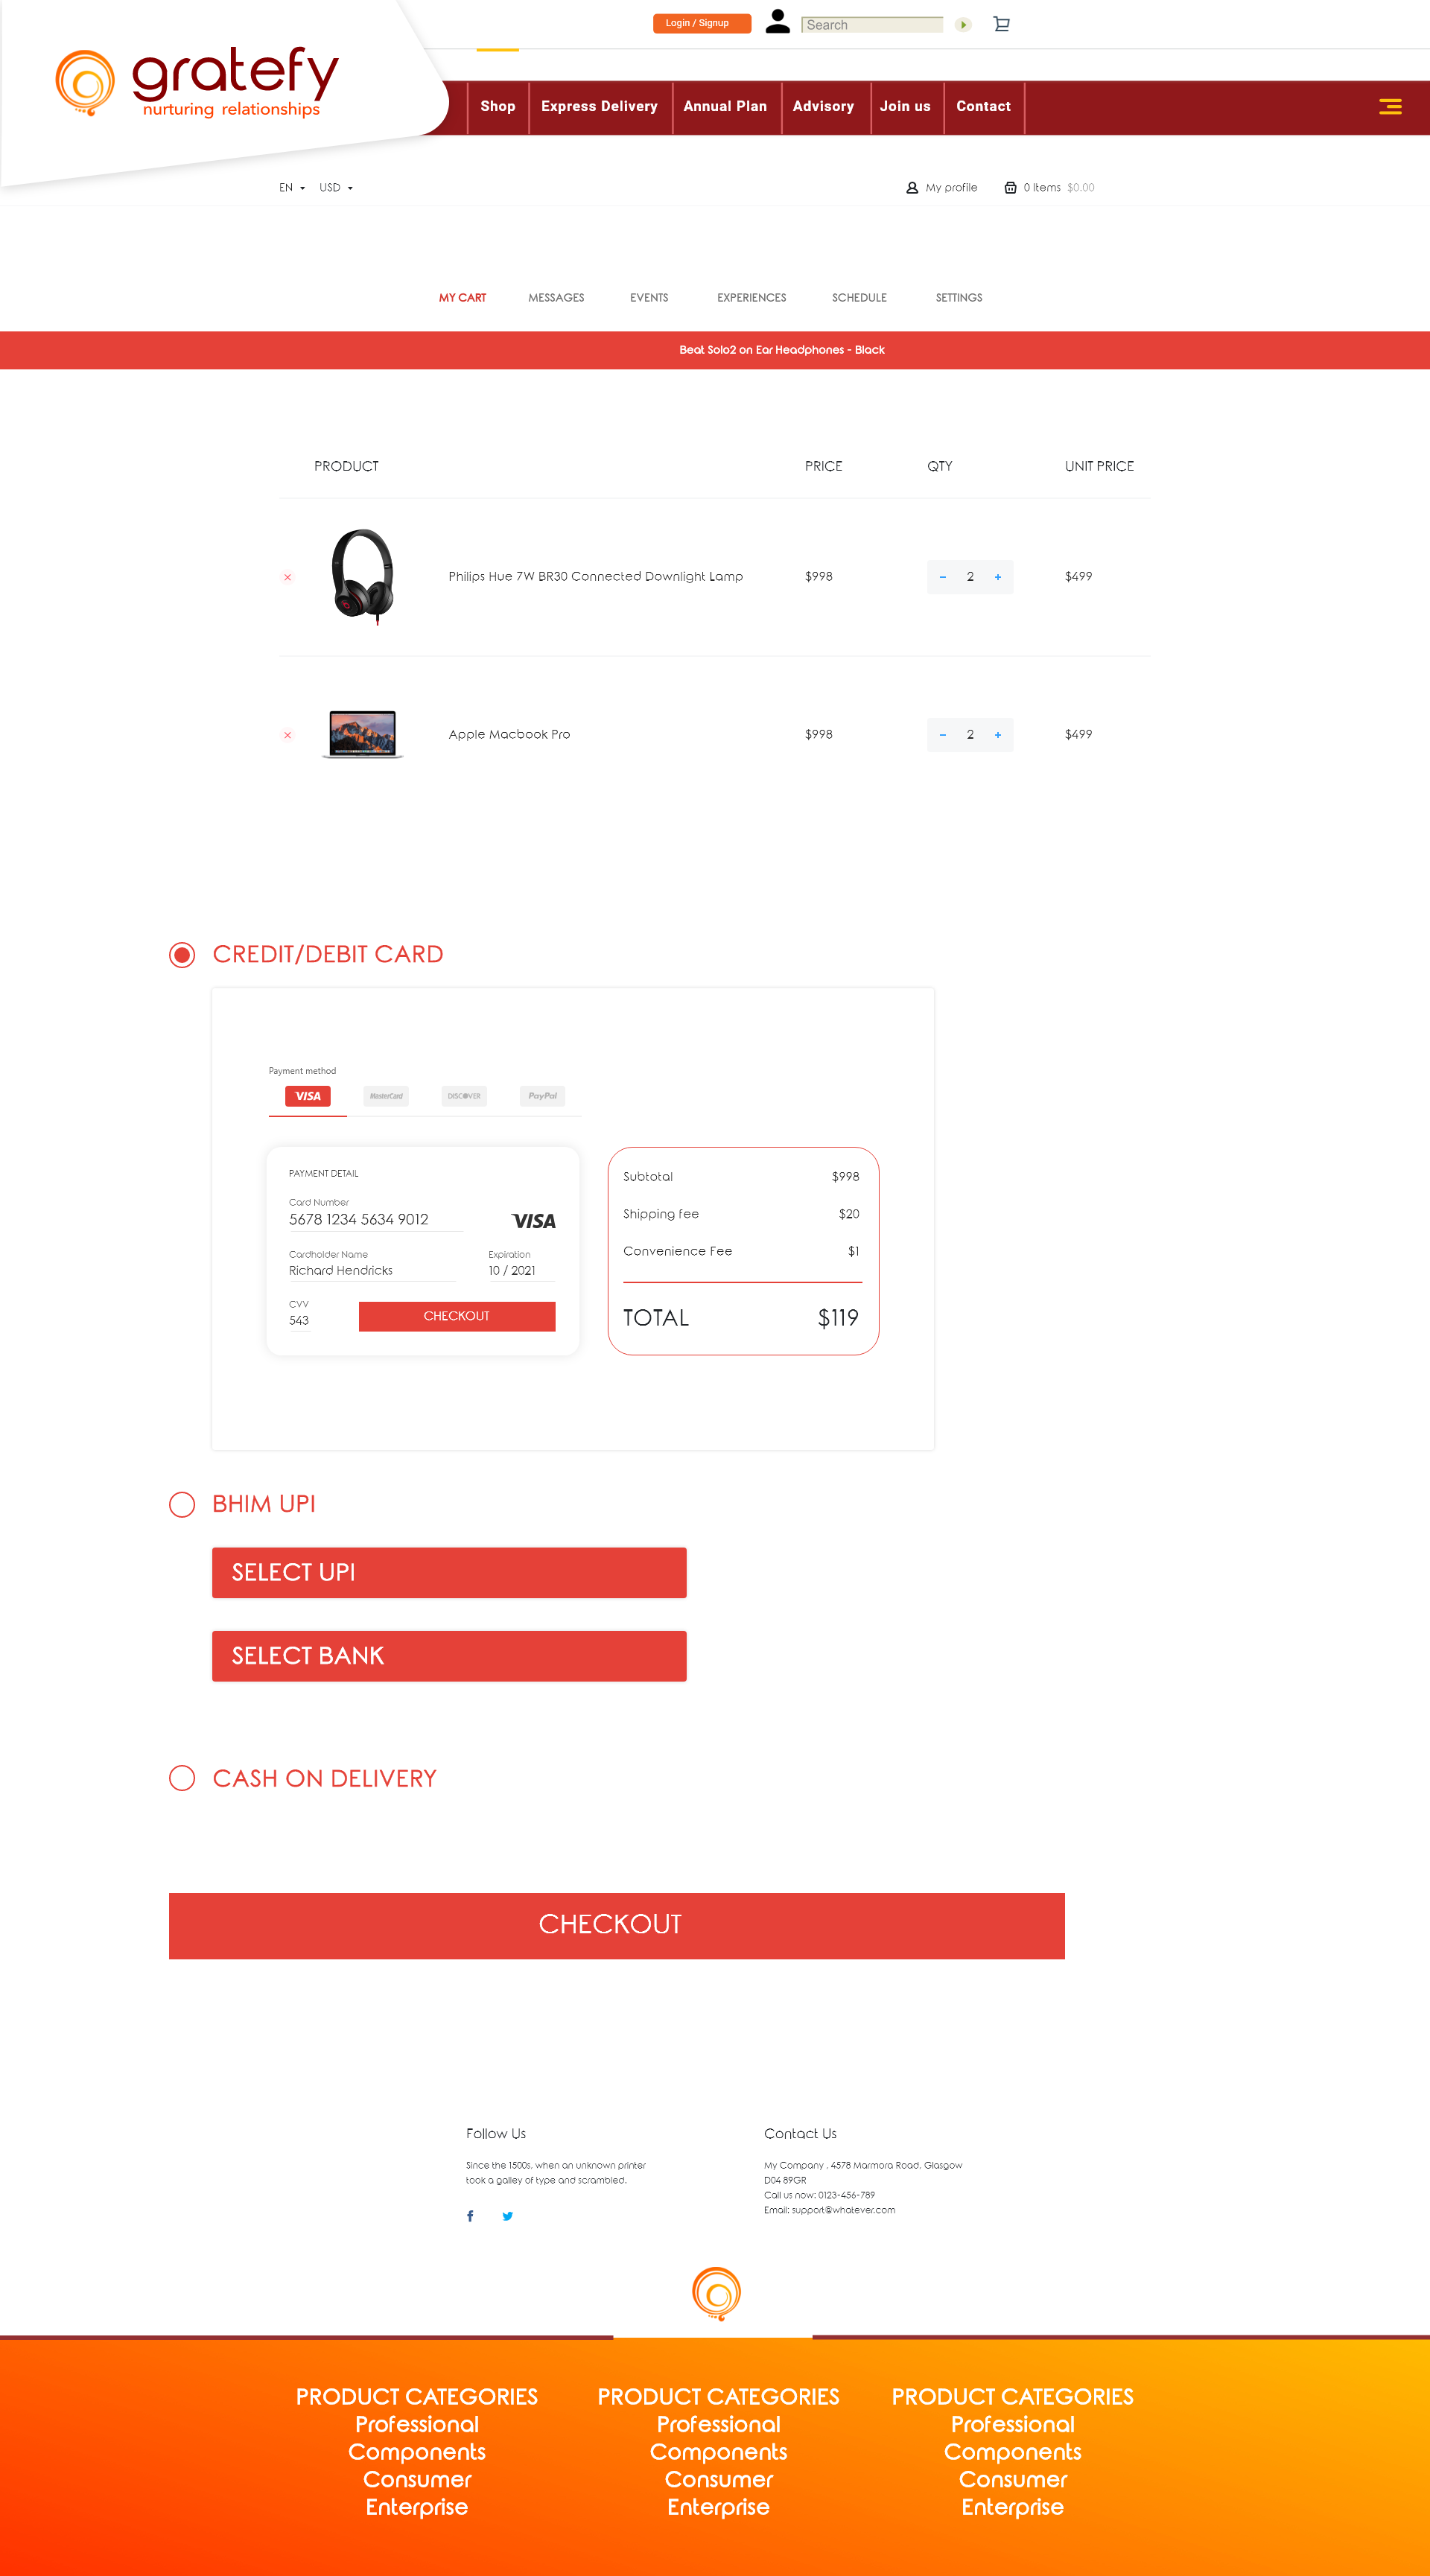 Login / Signup
Search
gratefy
nurturing relationships
Shop Express Delivery Annual Plan Advisory Join us Contact
EN USD My profile 0 Items $0.00
MY CART MESSAGES EVENTS EXPERIENCES SCHEDULE SETTINGS
Beat Solo2 on Ear Headphones - Black
PRODUCT PRICE QTY UNIT PRICE
Philips Hue 7W BR30 Connected Downlight Lamp $998 - 2 + $499
Apple Macbook Pro $998 - 2 + $499
CREDIT/DEBIT CARD
Payment method
VISA MasterCard DISCOVER PayPal
PAYMENT DETAIL
Card Number
5678 1234 5634 9012
VISA
Cardholder Name Expiration
Richard Hendricks 10 / 2021
CVV
543
CHECKOUT
Subtotal $998
Shipping fee $20
Convenience Fee $1
TOTAL $119
BHIM UPI
SELECT UPI
SELECT BANK
CASH ON DELIVERY
CHECKOUT
Follow Us
Since the 1500s, when an unknown printer
took a galley of type and scrambled.
Contact Us
My Company , 4578 Marmora Road, Glasgow
D04 89GR
Call us now: 0123-456-789
Email: support@whatever.com
PRODUCT CATEGORIES
Professional
Components
Consumer
Enterprise
PRODUCT CATEGORIES
Professional
Components
Consumer
Enterprise
PRODUCT CATEGORIES
Professional
Components
Consumer
Enterprise